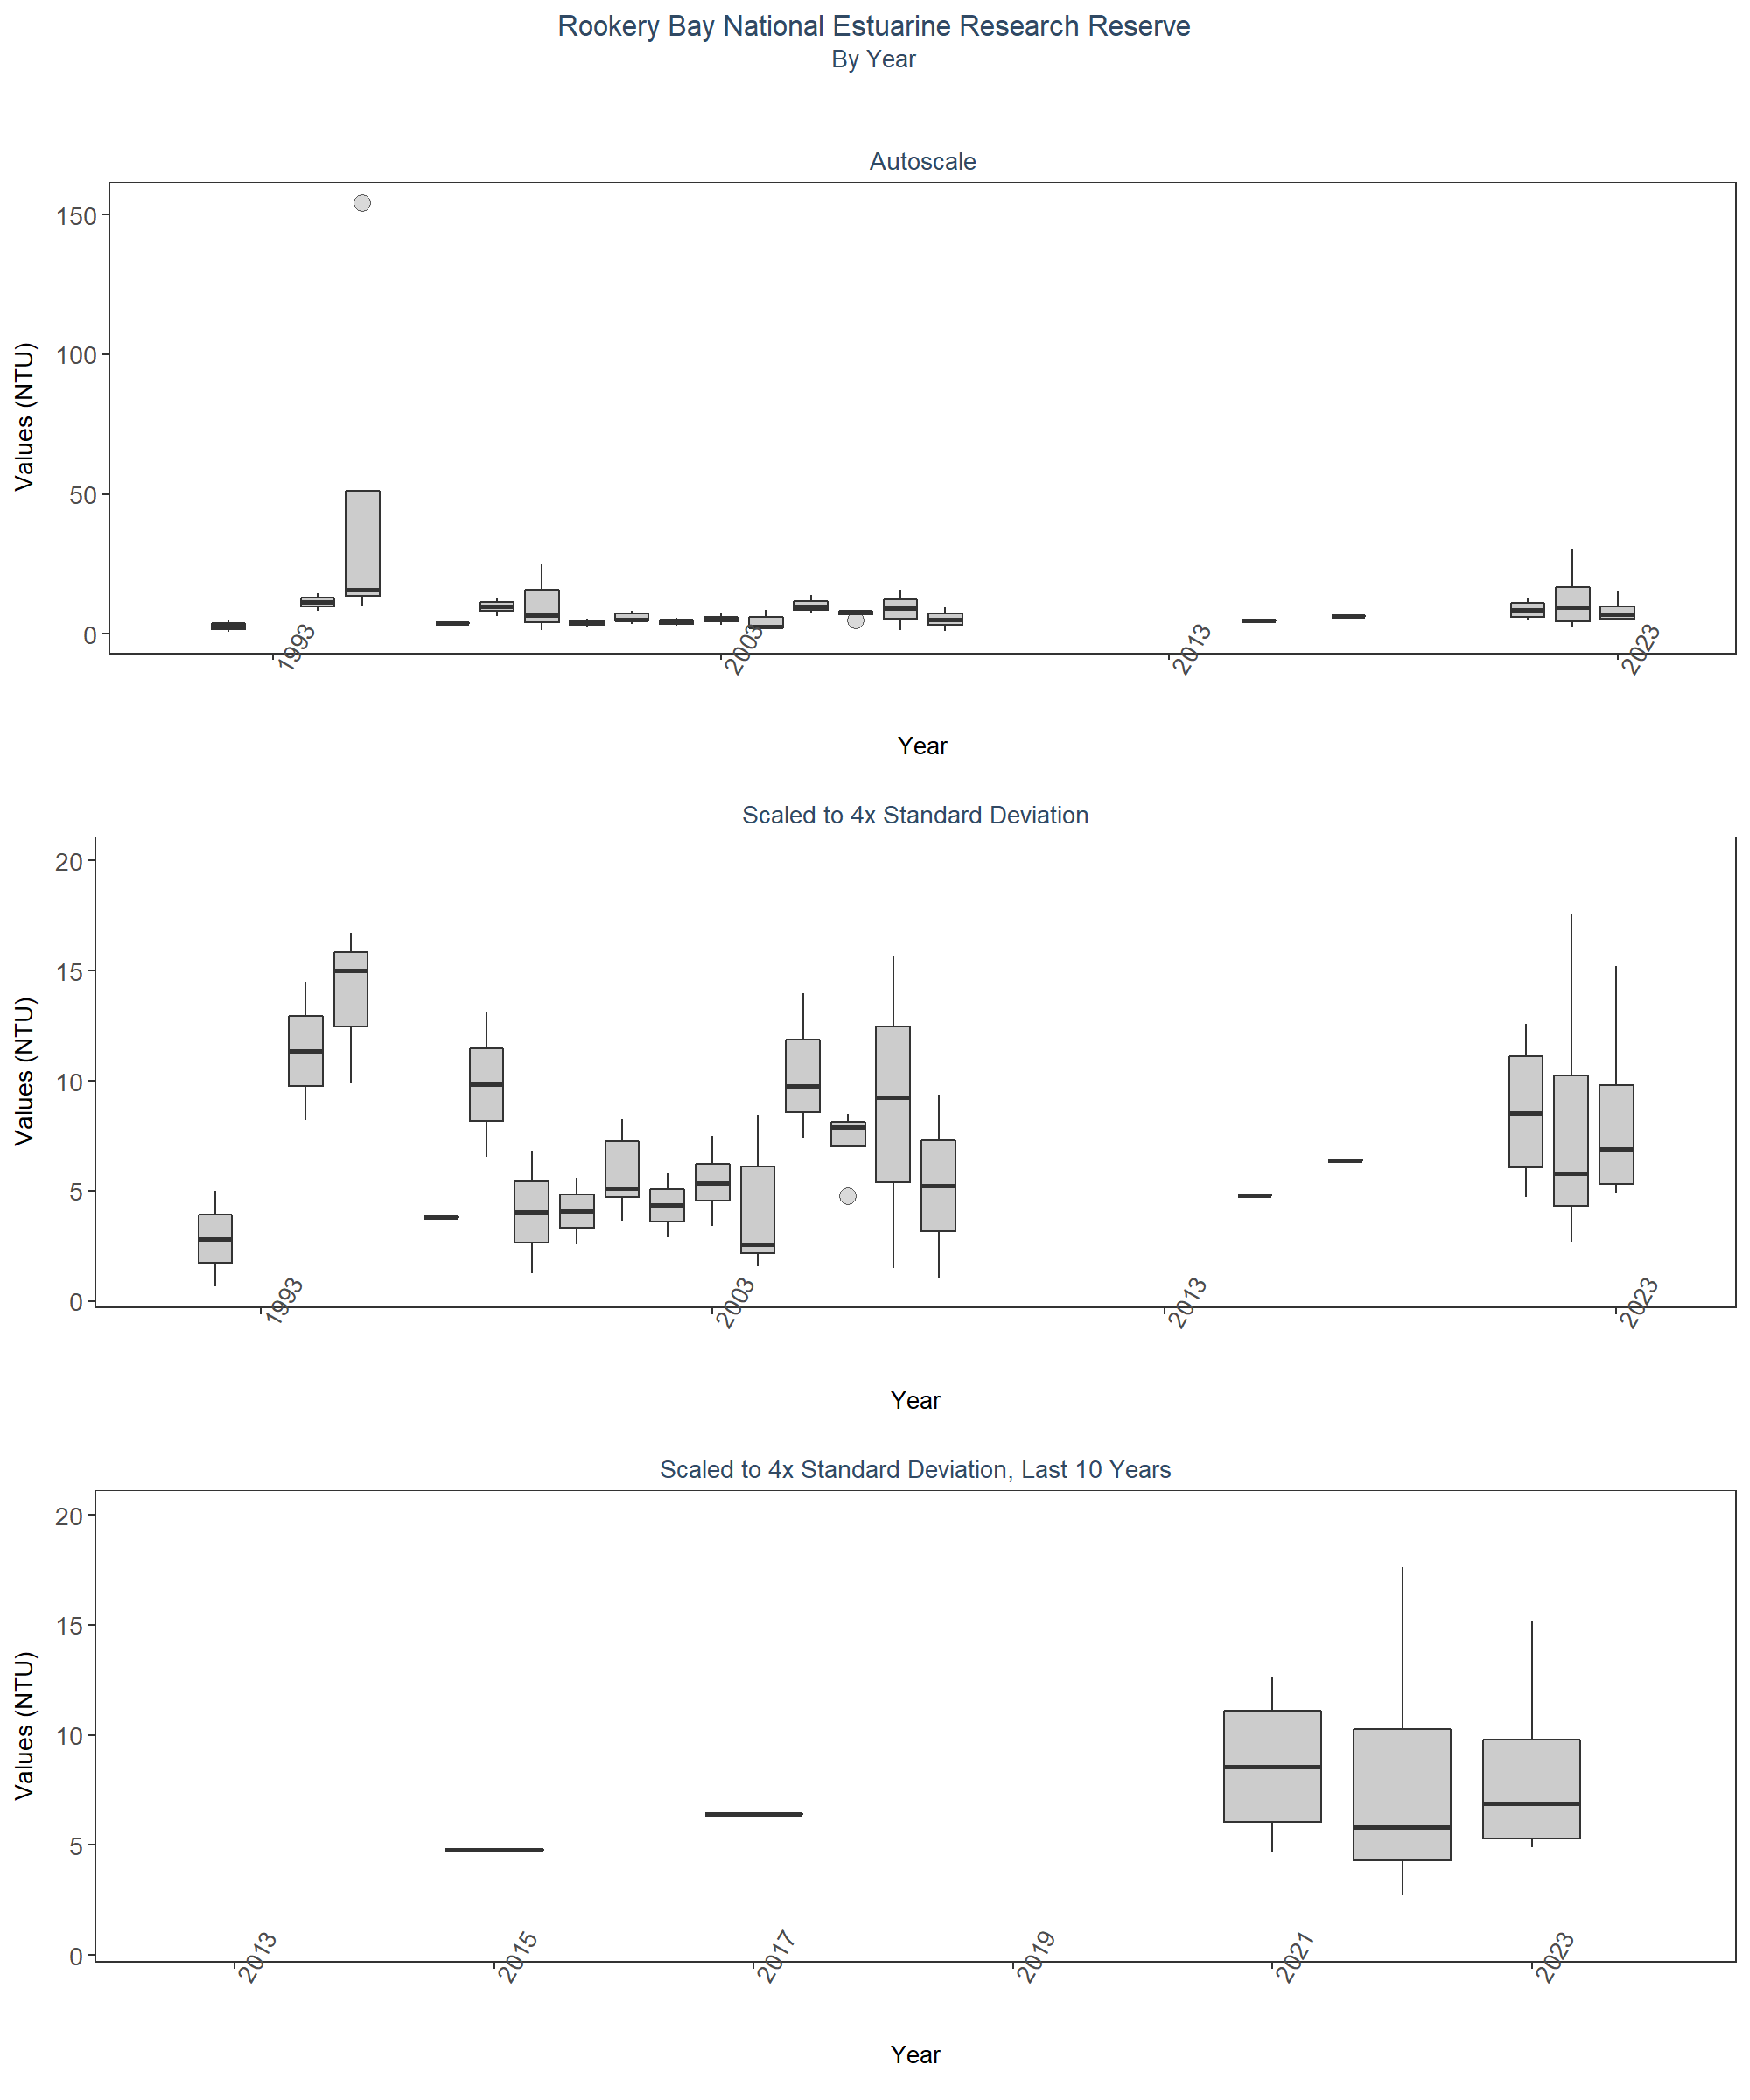 Rookery Bay National Estuarine Research Reserve
By Year
Autoscale
Values (NTU)
150
100
50
0
1993
2003
2013
2023
Year
Scaled to 4x Standard Deviation
Values (NTU)
20
15
10
5
0
1993
2003
2013
2023
Year
Scaled to 4x Standard Deviation, Last 10 Years
Values (NTU)
20
15
10
5
0
2013
2015
2017
2019
2021
2023
Year